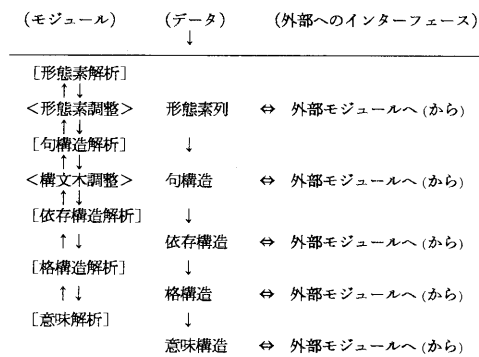 (モジュール) (データ) (外部へのインターフェース)
↓
[形態素解析]
↑↓
<形態素調整> 形態素列 ⇔ 外部モジュールへ(から)
↑↓
[句構造解析] ↓
↑↓
<構文木調整> 句構造 ⇔ 外部モジュールへ(から)
↑↓
[依存構造解析] ↓
↑↓ 依存構造 ⇔ 外部モジュールへ(から)
[格構造解析] ↓
↑↓ 格構造 ⇔ 外部モジュールへ(から)
[意味解析] ↓
意味構造 ⇔ 外部モジュールへ(から)